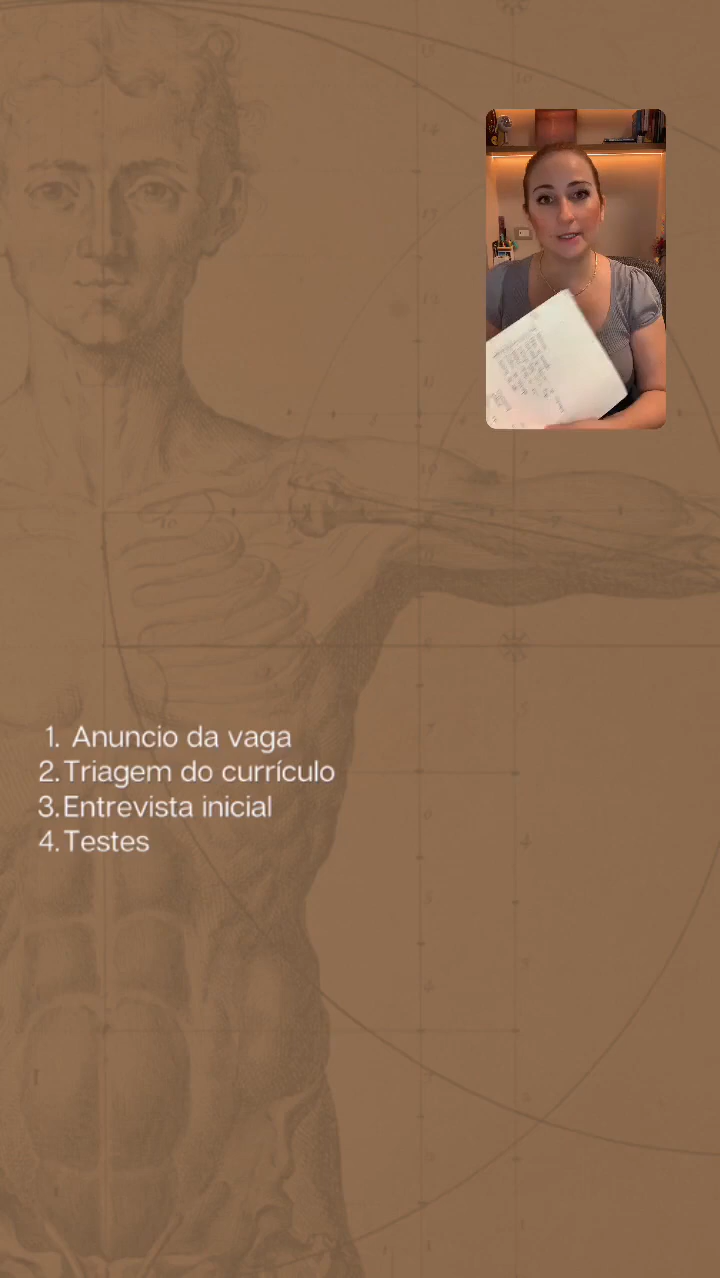 1. Anuncio da vaga
2. Triagem do currículo
3. Entrevista inicial
4. Testes